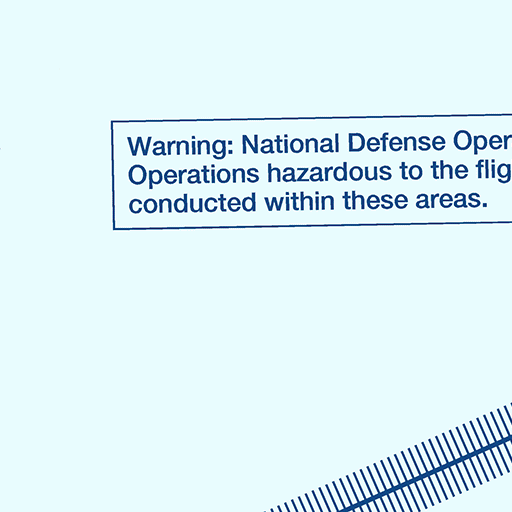 Warning: National Defense Oper
Operations hazardous to the flig
conducted within these areas.